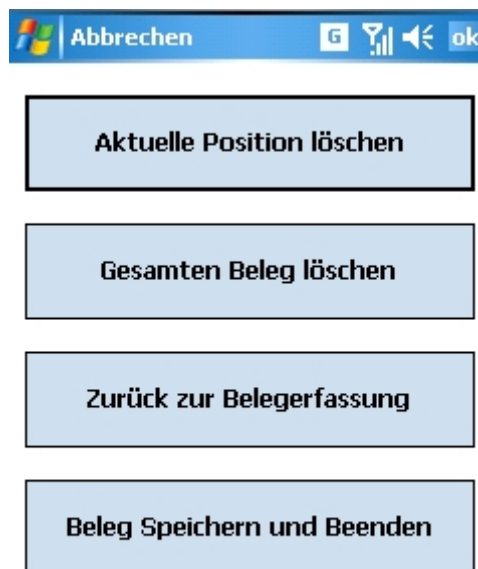 Abbrechen G ok
Aktuelle Position löschen
Gesamten Beleg löschen
Zurück zur Belegerfassung
Beleg Speichern und Beenden